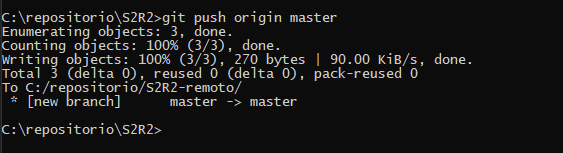 C:\repositorio\S2R2>git push origin master
Enumerating objects: 3, done.
Counting objects: 100% (3/3), done.
Writing objects: 100% (3/3), 270 bytes | 90.00 KiB/s, done.
Total 3 (delta 0), reused 0 (delta 0), pack-reused 0
To C:/repositorio/S2R2-remoto/
 * [new branch]      master -> master
C:\repositorio\S2R2>